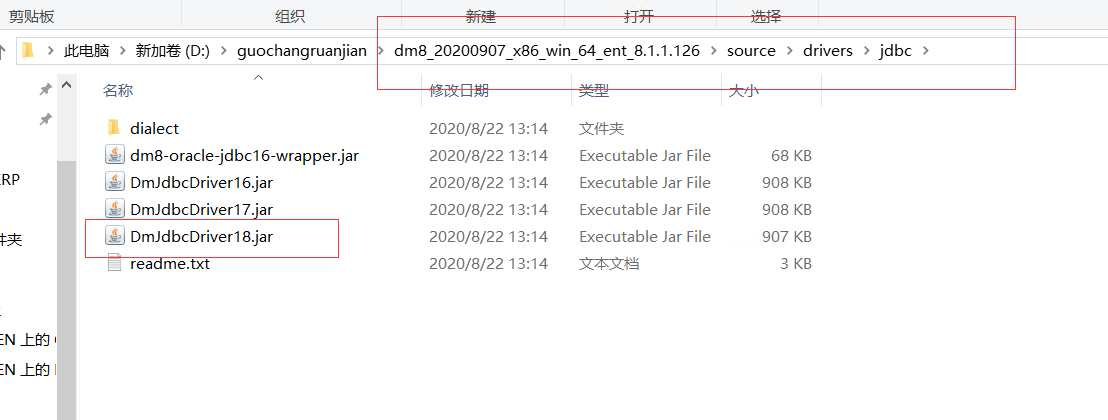 剪贴板 组织 新建 打开 选择
此电脑 新加卷 (D:) guochangruanjian dm8_20200907_x86_win_64_ent_8.1.1.126 source drivers jdbc
名称 修改日期 类型 大小
dialect 2020/8/22 13:14 文件夹
dm8-oracle-jdbc16-wrapper.jar 2020/8/22 13:14 Executable Jar File 68 KB
RP DmJdbcDriver16.jar 2020/8/22 13:14 Executable Jar File 908 KB
DmJdbcDriver17.jar 2020/8/22 13:14 Executable Jar File 908 KB
件夹 DmJdbcDriver18.jar 2020/8/22 13:14 Executable Jar File 907 KB
readme.txt 2020/8/22 13:14 文本文档 3 KB
EN 上的
EN 上的